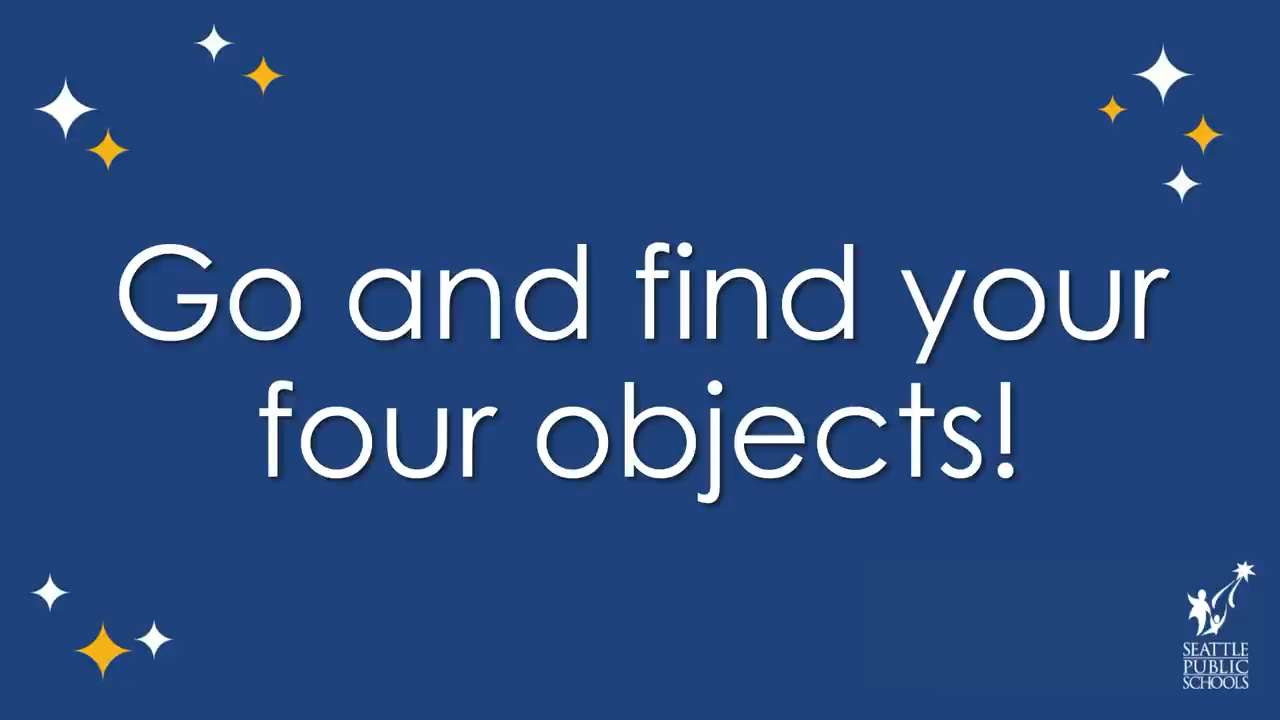 Go and find your
four objects!
SEATTLE
PUBLIC
SCHOOLS